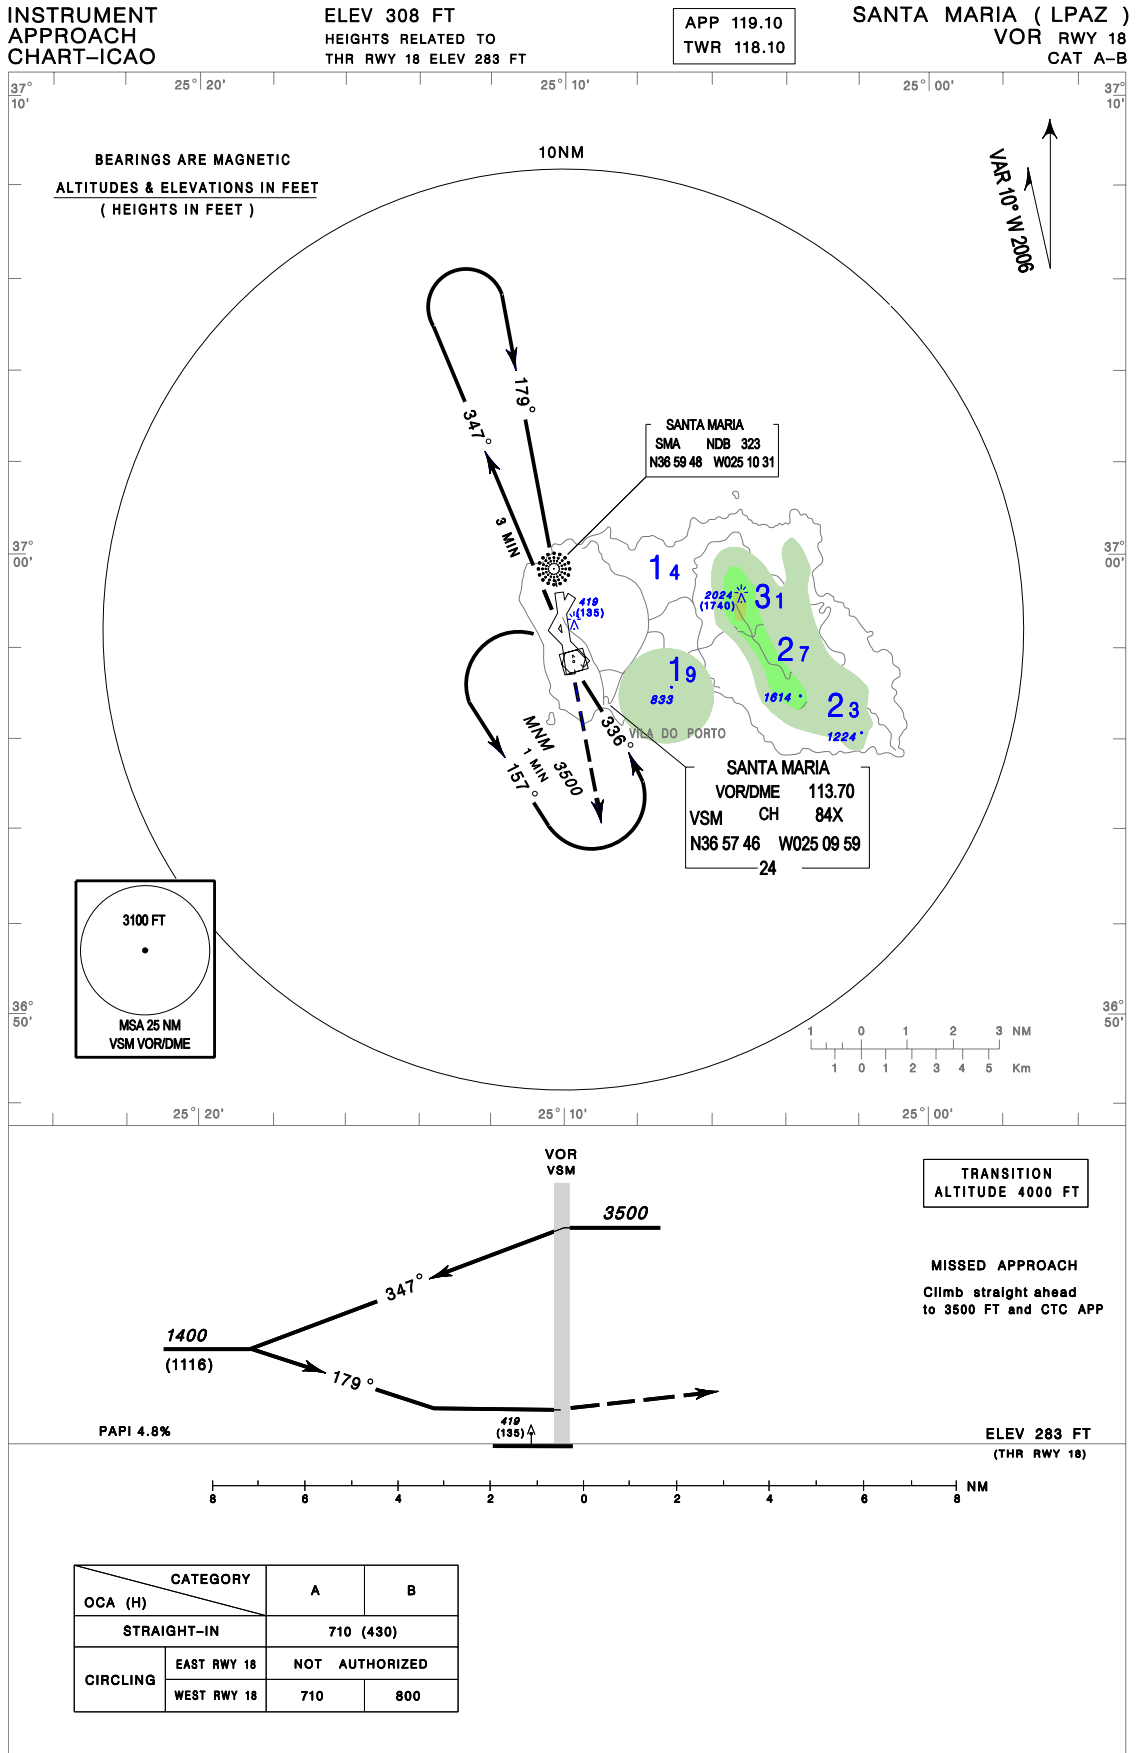 INSTRUMENT
APPROACH
CHART-ICAO
ELEV 308 FT
HEIGHTS RELATED TO
THR RWY 18 ELEV 283 FT
APP 119.10
TWR 118.10
SANTA MARIA ( LPAZ )
VOR RWY 18
CAT A-B
37° 10'
25° 20'
25° 10'
25° 00'
37° 10'
BEARINGS ARE MAGNETIC
ALTITUDES & ELEVATIONS IN FEET
( HEIGHTS IN FEET )
10NM
VAR 10° W 2006
179°
347°
3 MIN
SANTA MARIA
SMA NDB 323
N36 59 48 W025 10 31
37° 00'
37° 00'
14
419
(135)
2024
(1740)
31
27
19
833
1614
23
1224
VILA DO PORTO
336°
MNM 3500
1 MIN
157°
SANTA MARIA
VOR/DME 113.70
VSM CH 84X
N36 57 46 W025 09 59
24
3100 FT
MSA 25 NM
VSM VOR/DME
36° 50'
36° 50'
1 0 1 2 3 NM
1 0 1 2 3 4 5 Km
25° 20'
25° 10'
25° 00'
VOR
VSM
TRANSITION
ALTITUDE 4000 FT
3500
347°
MISSED APPROACH
Climb straight ahead
to 3500 FT and CTC APP
1400
(1116)
179°
PAPI 4.8%
419
(135)
ELEV 283 FT
(THR RWY 18)
8 6 4 2 0 2 4 6 8 NM
CATEGORY
OCA (H)
A
B
STRAIGHT-IN
710 (430)
CIRCLING
EAST RWY 18
NOT AUTHORIZED
WEST RWY 18
710
800